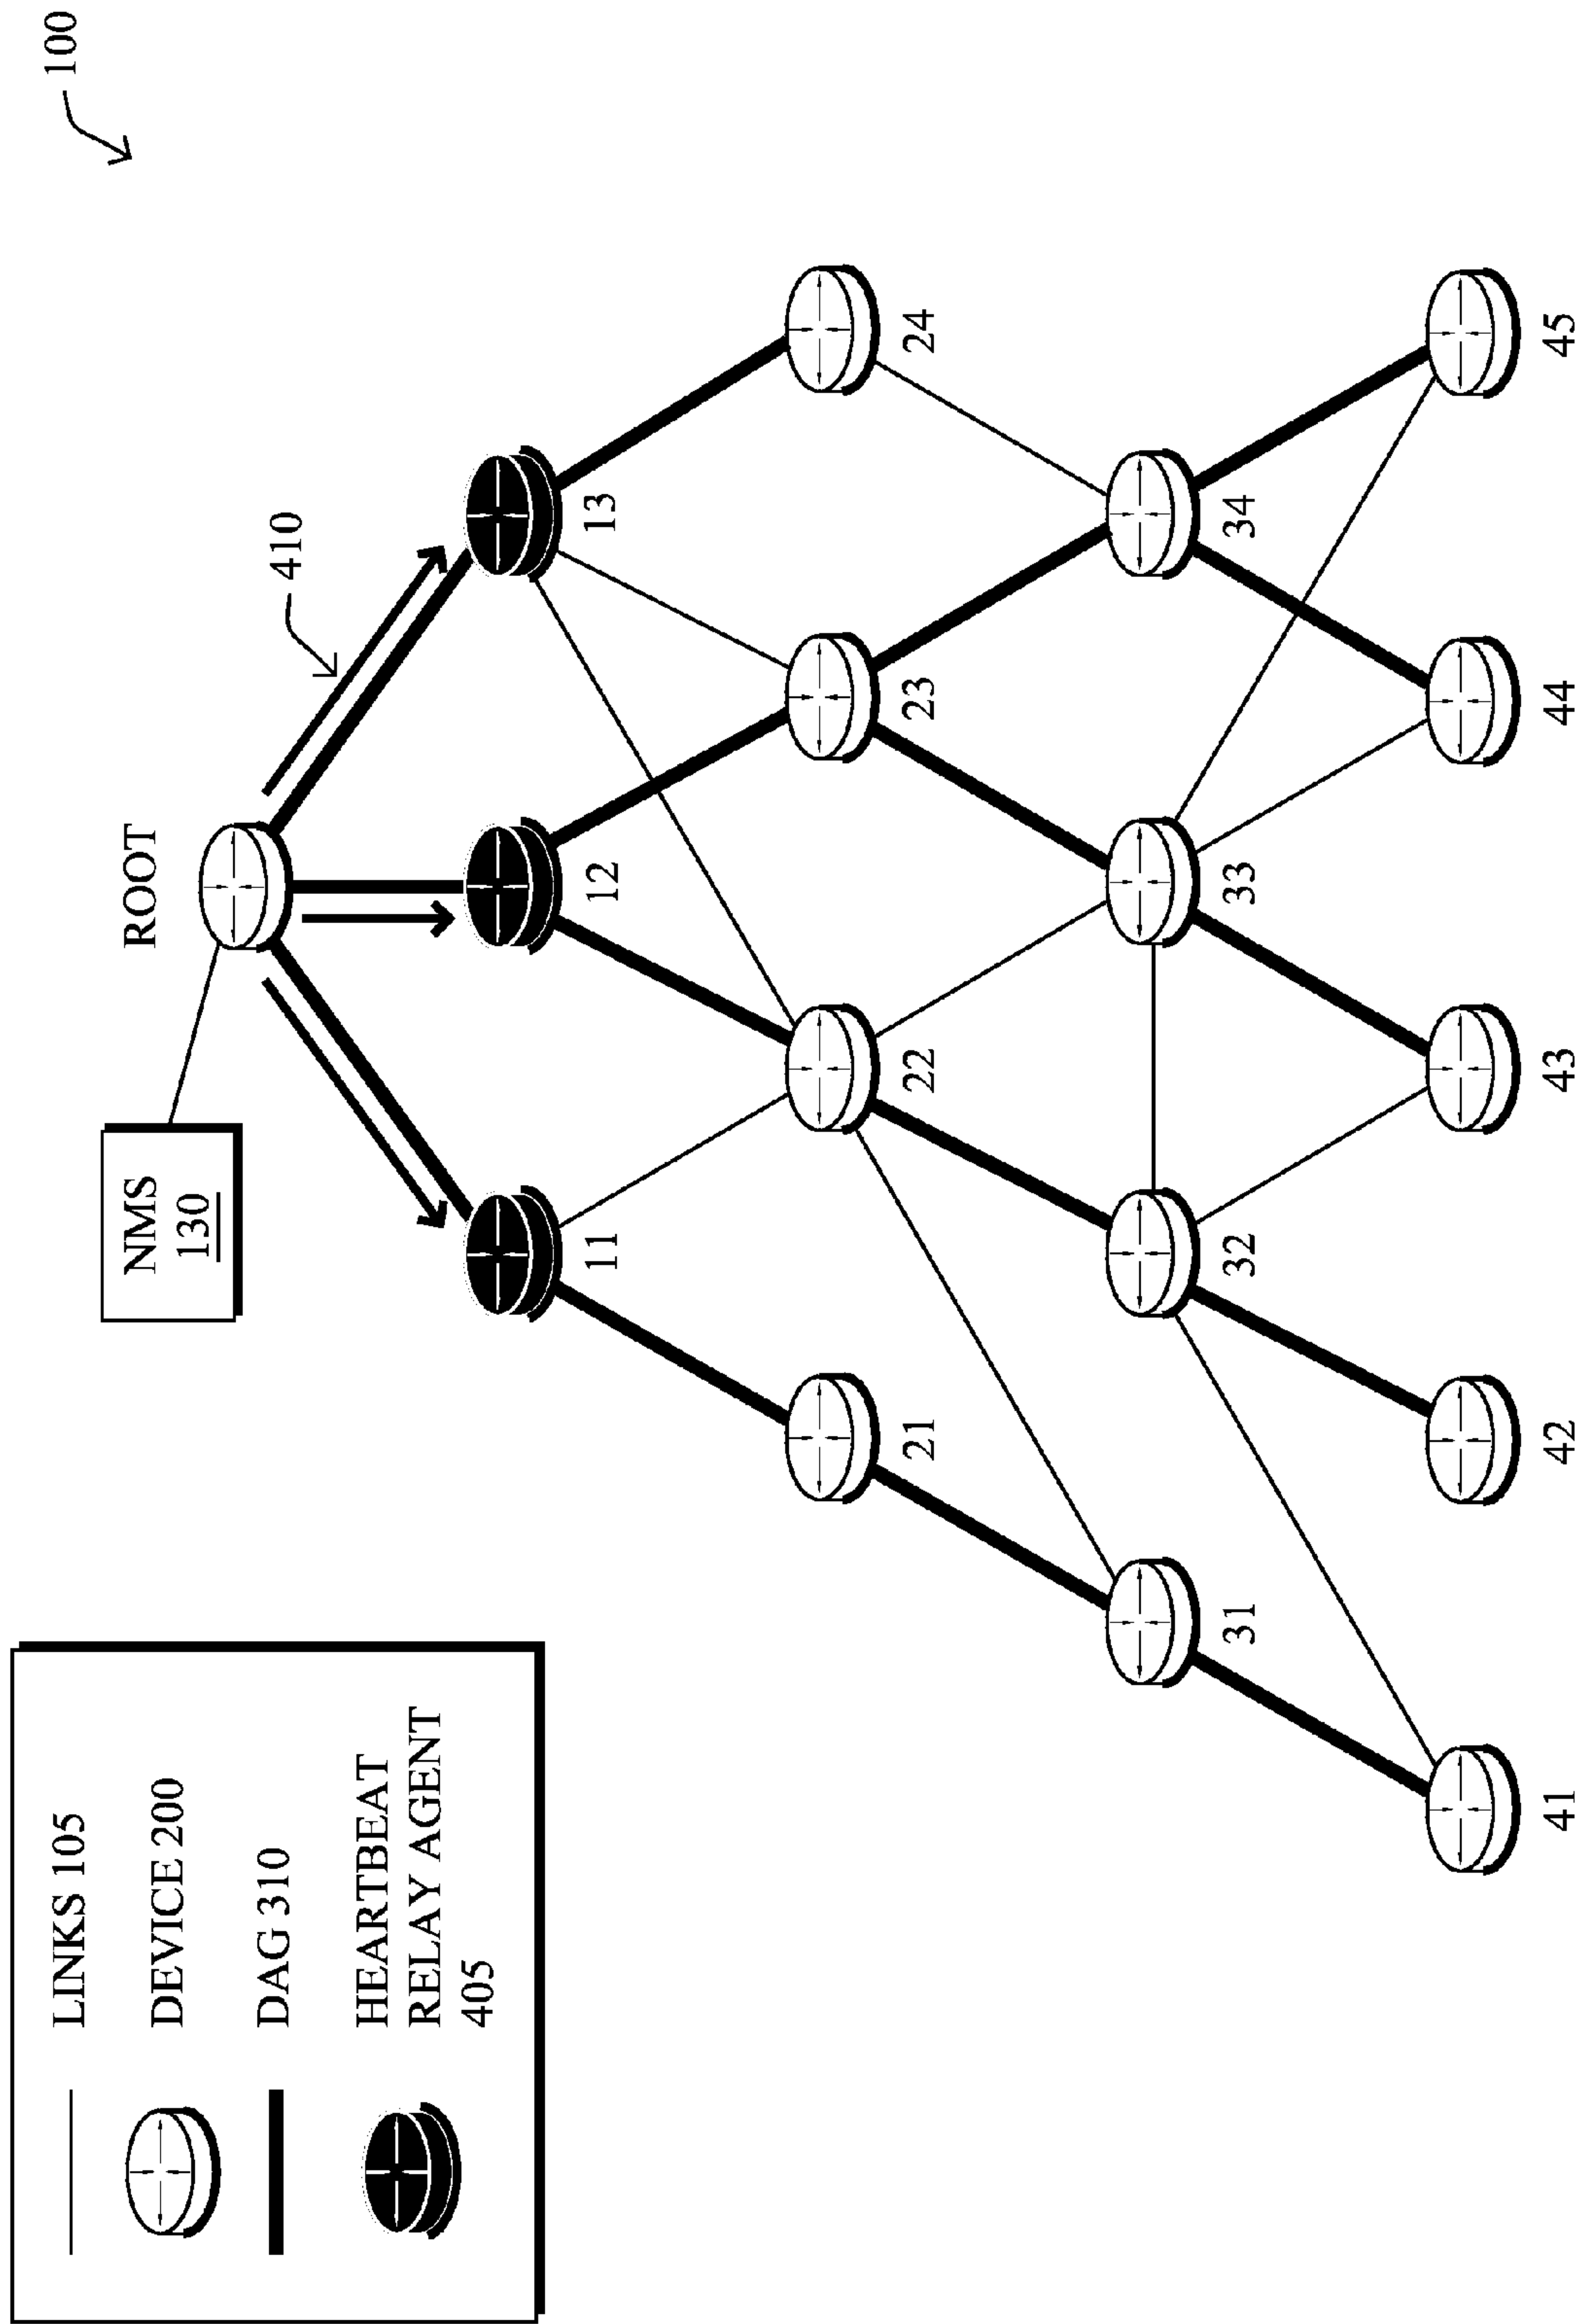 LINKS 105
DEVICE 200
DAG 310
HEARTBEAT
RELAY AGENT
405
NMS
130
ROOT
410
100
11
12
13
21
22
23
24
31
32
33
34
41
42
43
44
45